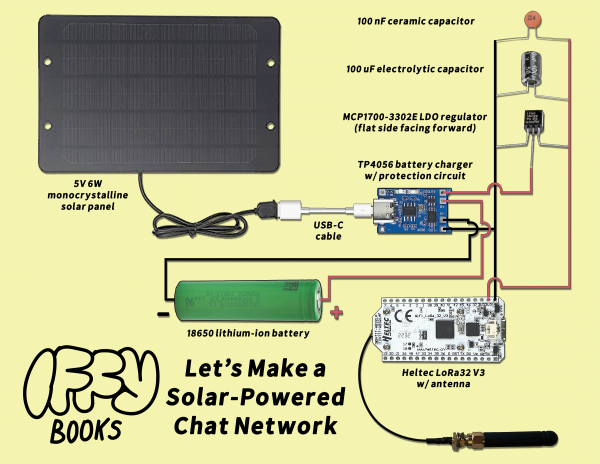 100 nF ceramic capacitor
104
100 uF electrolytic capacitor
MCP1700-3302E LDO regulator
(flat side facing forward)
TP4056 battery charger
w/ protection circuit
5V 6W
monocrystalline
solar panel
USB-C
cable
18650 lithium-ion battery
HELTEC
Heltec LoRa32 V3
w/ antenna
IFFY
BOOKS
Let's Make a
Solar-Powered
Chat Network